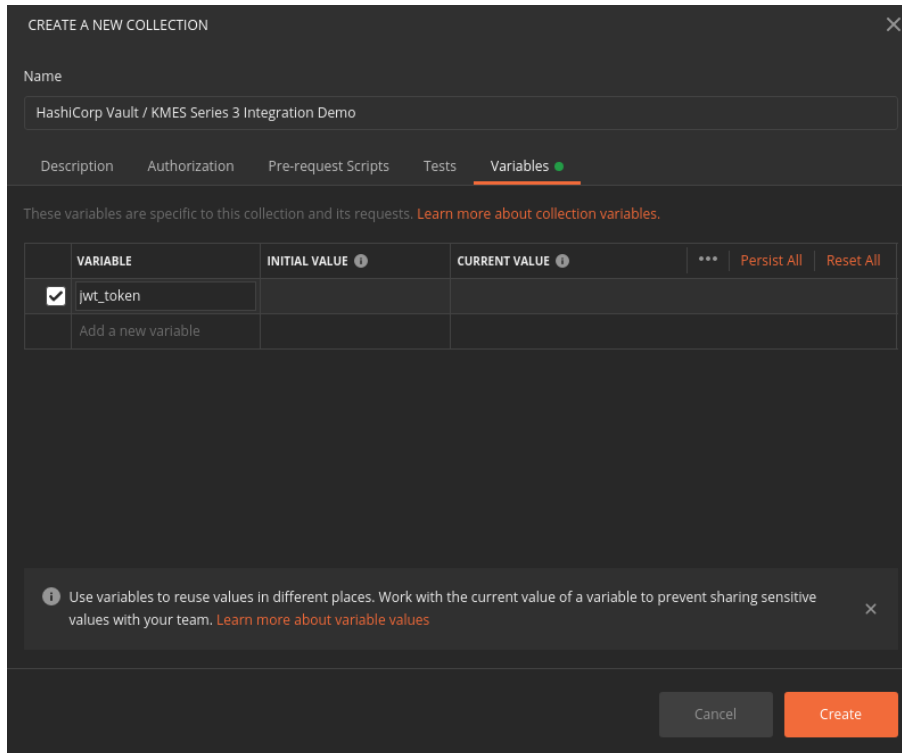 CREATE A NEW COLLECTION
Name
HashiCorp Vault / KMES Series 3 Integration Demo
Description Authorization Pre-request Scripts Tests Variables
These variables are specific to this collection and its requests. Learn more about collection variables.
VARIABLE INITIAL VALUE CURRENT VALUE Persist All Reset All
jwt_token
Add a new variable
Use variables to reuse values in different places. Work with the current value of a variable to prevent sharing sensitive
values with your team. Learn more about variable values
Cancel Create